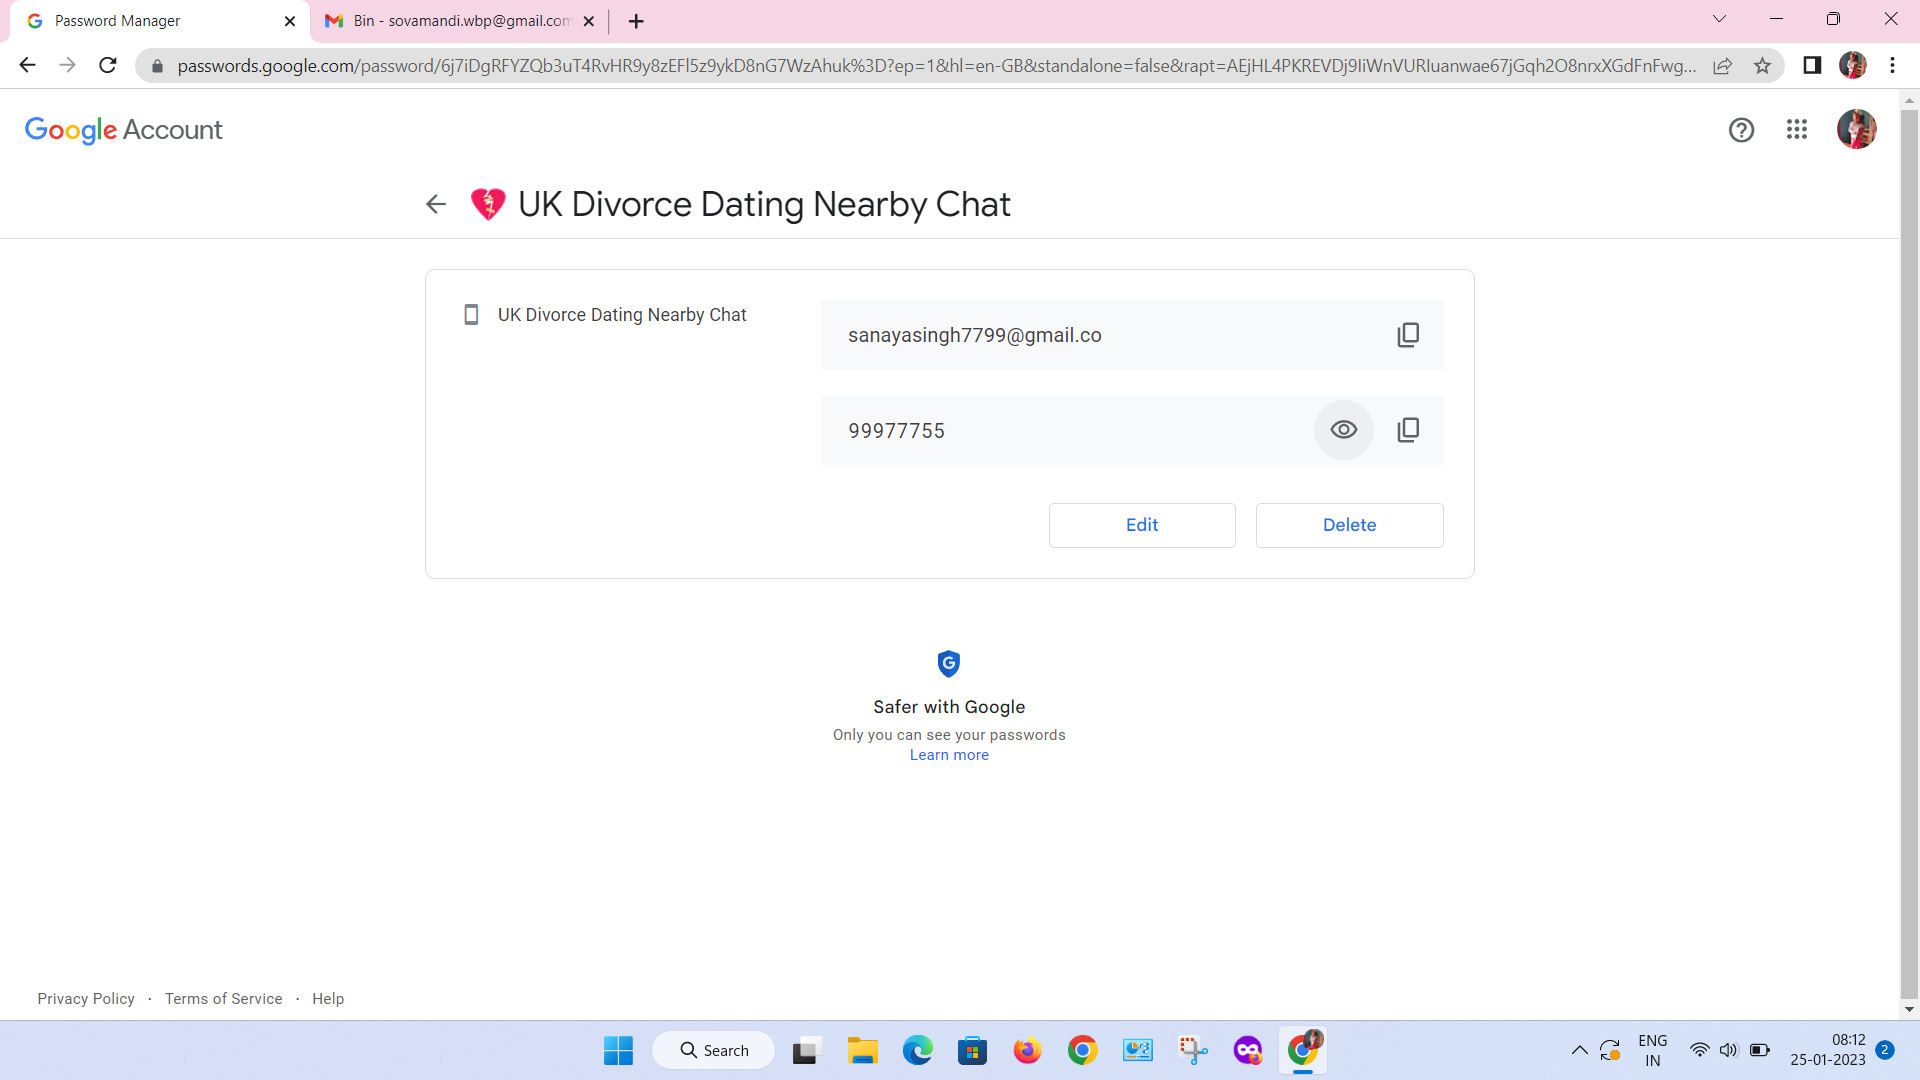 Password Manager
Bin - sovamandi.wbp@gmail.com
passwords.google.com/password/6j7iDgRFYZQb3uT4RvHR9y8zEFl5z9ykD8nG7WzAhuk%3D?ep=1&hl=en-GB&standalone=false&rapt=AEjHL4PKREVDj9IiWnVURIuanwae67jGqh2O8nrxXGdFnFwg...
Google Account
UK Divorce Dating Nearby Chat
UK Divorce Dating Nearby Chat
sanayasingh7799@gmail.co
99977755
Edit
Delete
Safer with Google
Only you can see your passwords
Learn more
Privacy Policy · Terms of Service · Help
Search
ENG
IN
08:12
25-01-2023
2